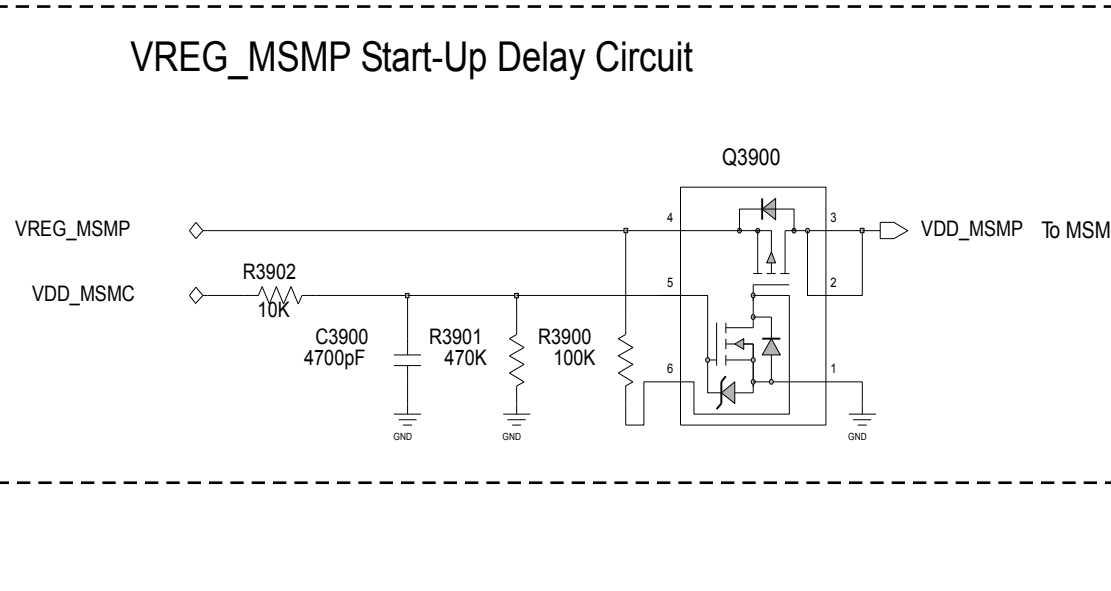 VREG_MSMP Start-Up Delay Circuit
Q3900
VREG_MSMP 4 3 VDD_MSMP To MSM
R3902
VDD_MSMC 5 2
10K
C3900 R3901 R3900
4700pF 470K 100K
6 1
GND GND GND